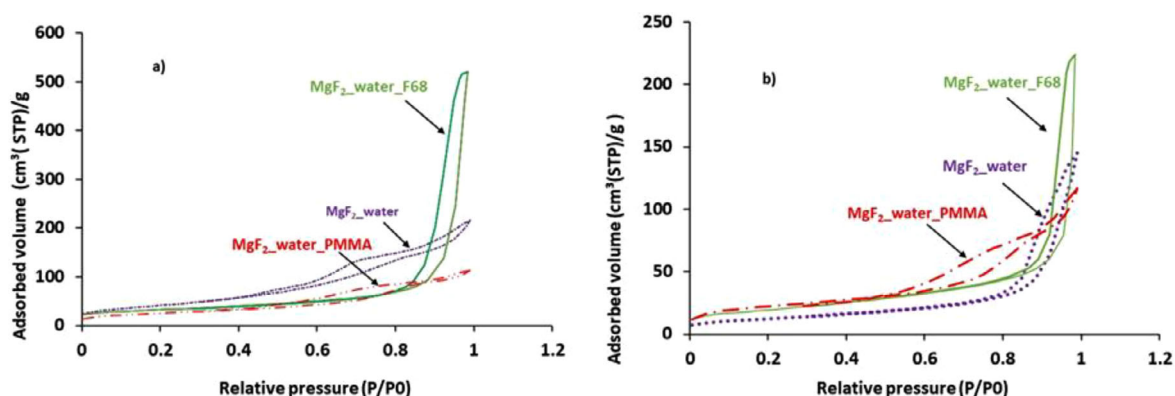 a)
600
500
400
300
200
100
0
0
0.2
0.4
0.6
0.8
1
1.2
Adsorbed volume (cm³( STP)/g)
Relative pressure (P/P0)
MgF₂_water_F68
MgF₂_water
MgF₂_water_PMMA
b)
250
200
150
100
50
0
0
0.2
0.4
0.6
0.8
1
1.2
Adsorbed volume (cm³(STP)/g)
Relative pressure (P/P0)
MgF₂_water_F68
MgF₂_water
MgF₂_water_PMMA